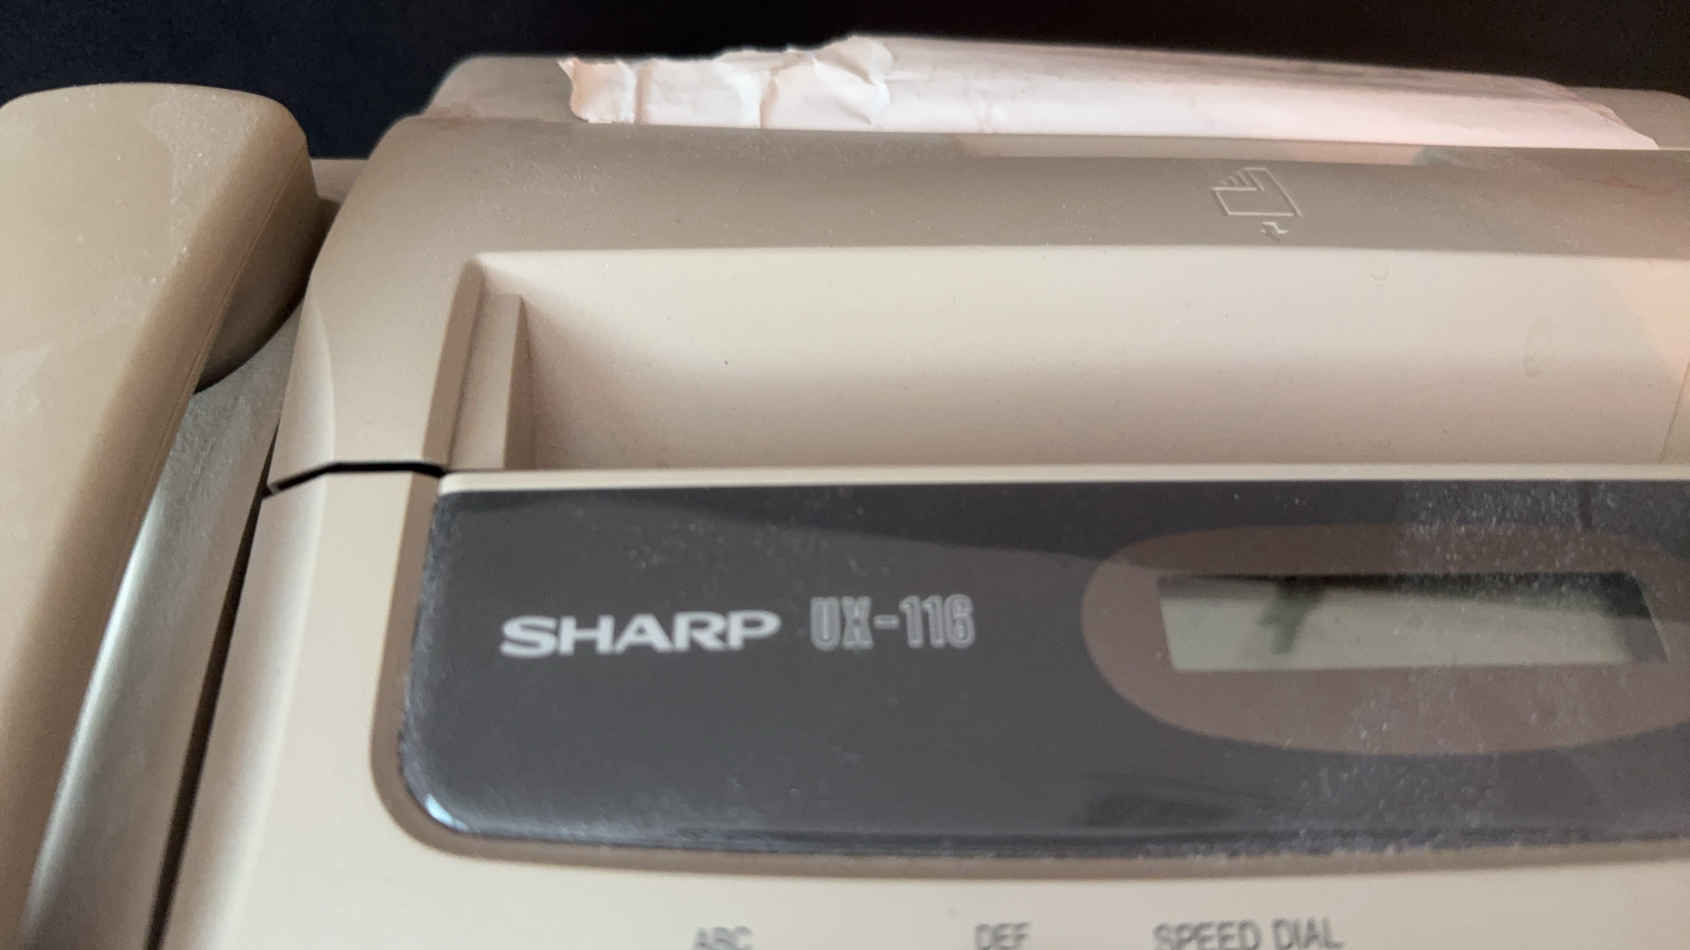 SHARP UX-116
ABC DEF SPEED DIAL